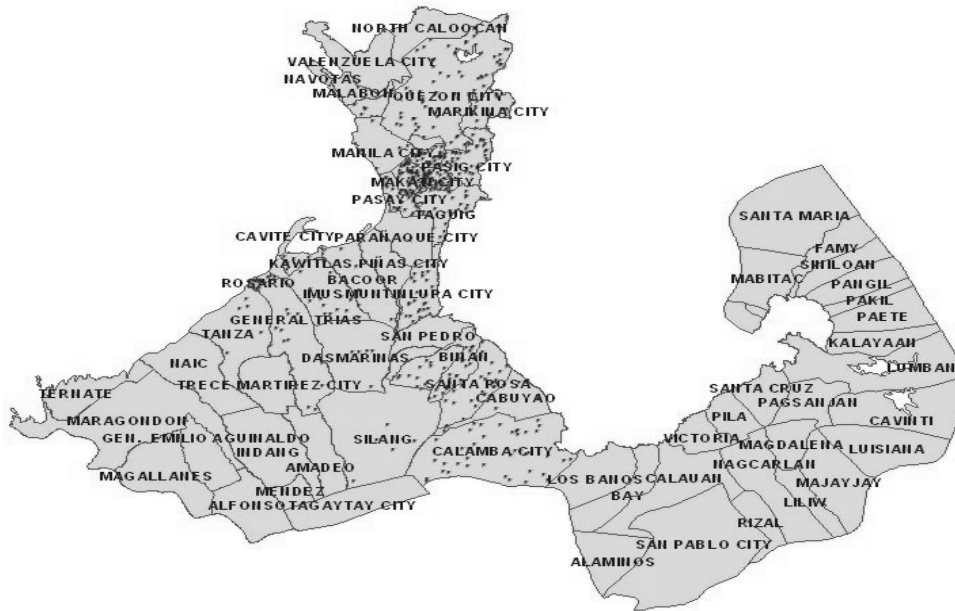 NORTH CALOOCAN
VALENZUELA CITY
NAVOTAS
MALABON
QUEZON CITY
MARIKINA CITY
MANILA CITY
PASIG CITY
MAKATI CITY
PASAY CITY
TAGUIG
CAVITE CITY
PARAÑAQUE CITY
KAWIT
LAS PIÑAS CITY
ROSARIO
BACOOR
IMUS
MUNTINLUPA CITY
GENERAL TRIAS
TANZA
SAN PEDRO
NAIC
DASMARINAS
BINAN
TERNATE
TRECE MARTIREZ CITY
SANTA ROSA
CABUYAO
MARAGONDON
GEN. EMILIO AGUINALDO
SILANG
INDANG
CALAMBA CITY
MAGALLANES
AMADEO
MENDEZ
ALFONSO
TAGAYTAY CITY
SANTA MARIA
FAMY
SINILOAN
MABITAC
PANGIL
PAKIL
PAETE
KALAYAAN
LUMBAN
SANTA CRUZ
PAGSANJAN
CAVINTI
PILA
VICTORIA
MAGDALENA
LUISIANA
NAGCARLAN
LOS BANOS
CALAUAN
MAJAYJAY
BAY
LILIW
RIZAL
SAN PABLO CITY
ALAMINOS